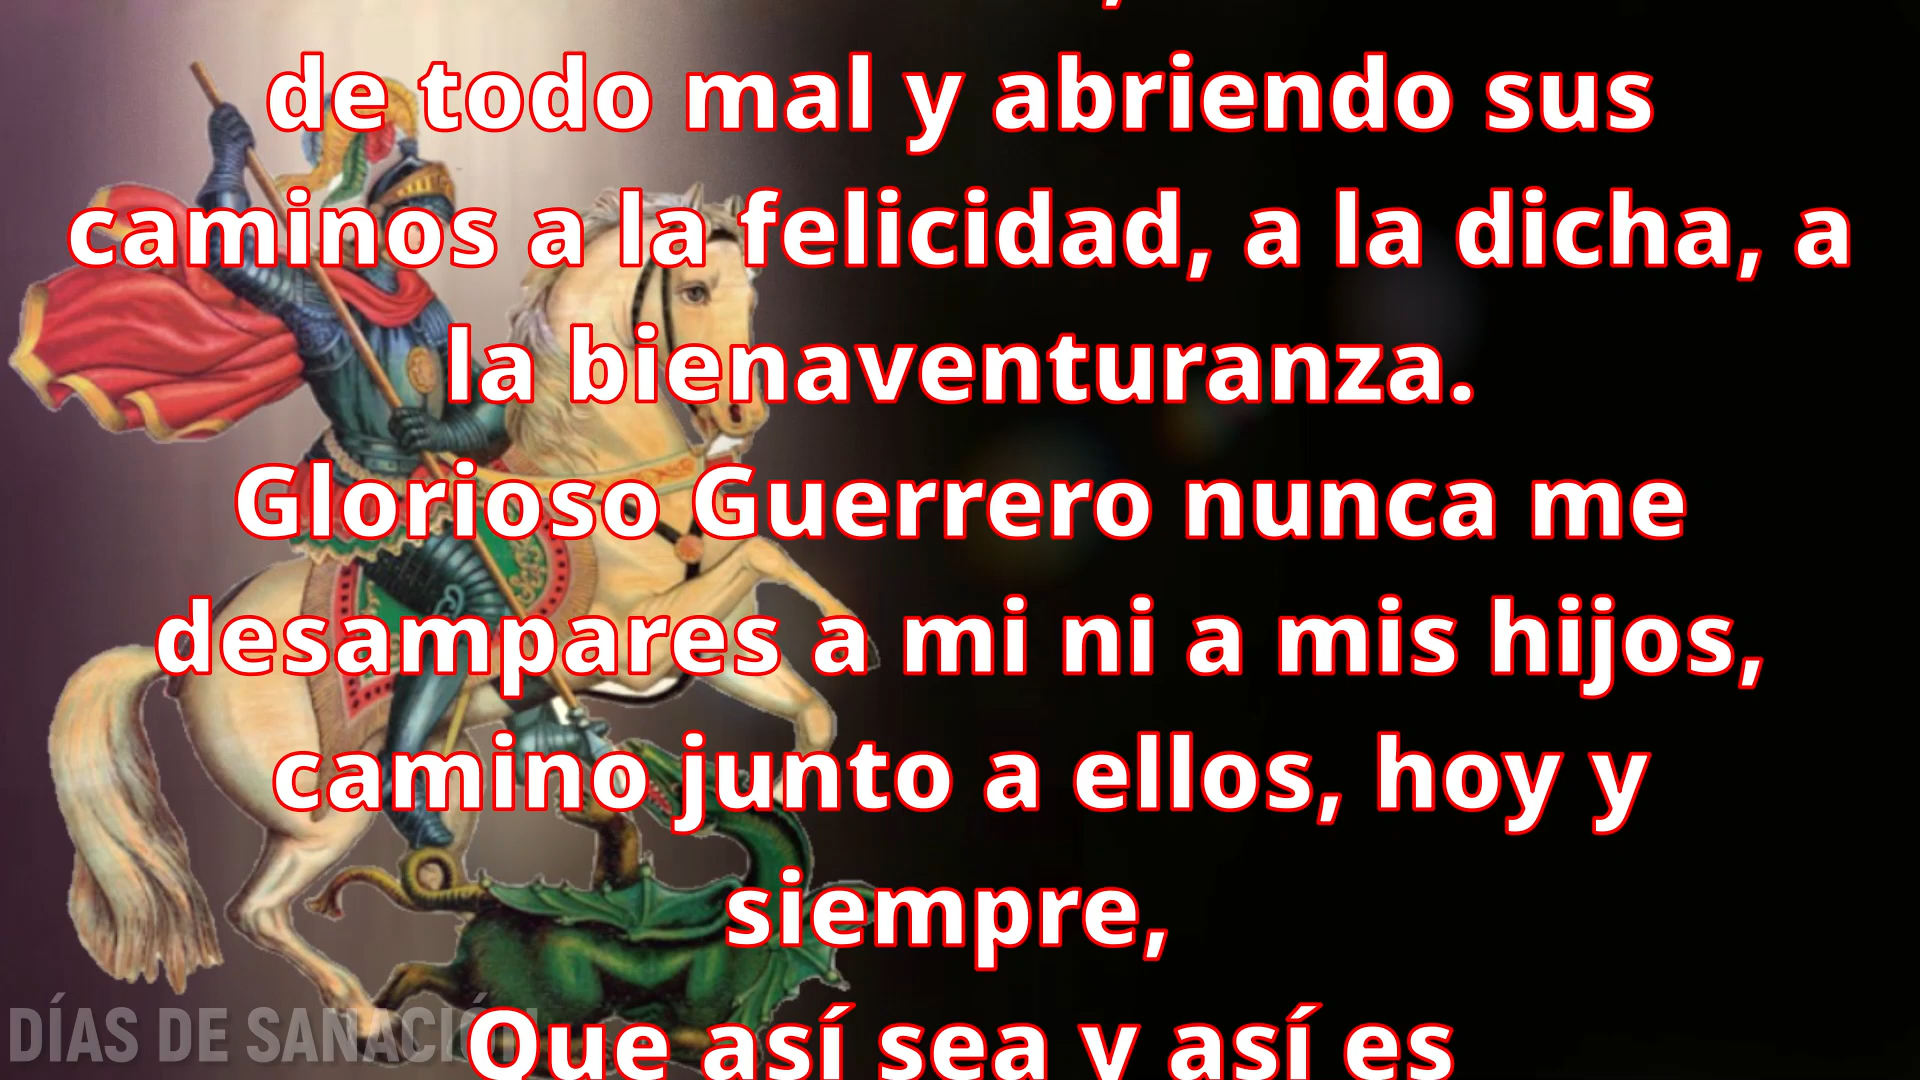 de todo mal y abriendo sus
caminos a la felicidad, a la dicha, a
la bienaventuranza.
Glorioso Guerrero nunca me
desampares a mi ni a mis hijos,
camino junto a ellos, hoy y
siempre,
Que así sea y así es
DÍAS DE SANACIÓN